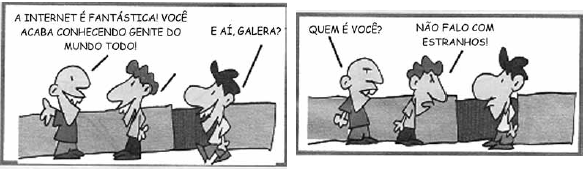 A INTERNET É FANTÁSTICA! VOCÊ
ACABA CONHECENDO GENTE DO
MUNDO TODO!
E AÍ, GALERA?
QUEM É VOCÊ?
NÃO FALO COM
ESTRANHOS!